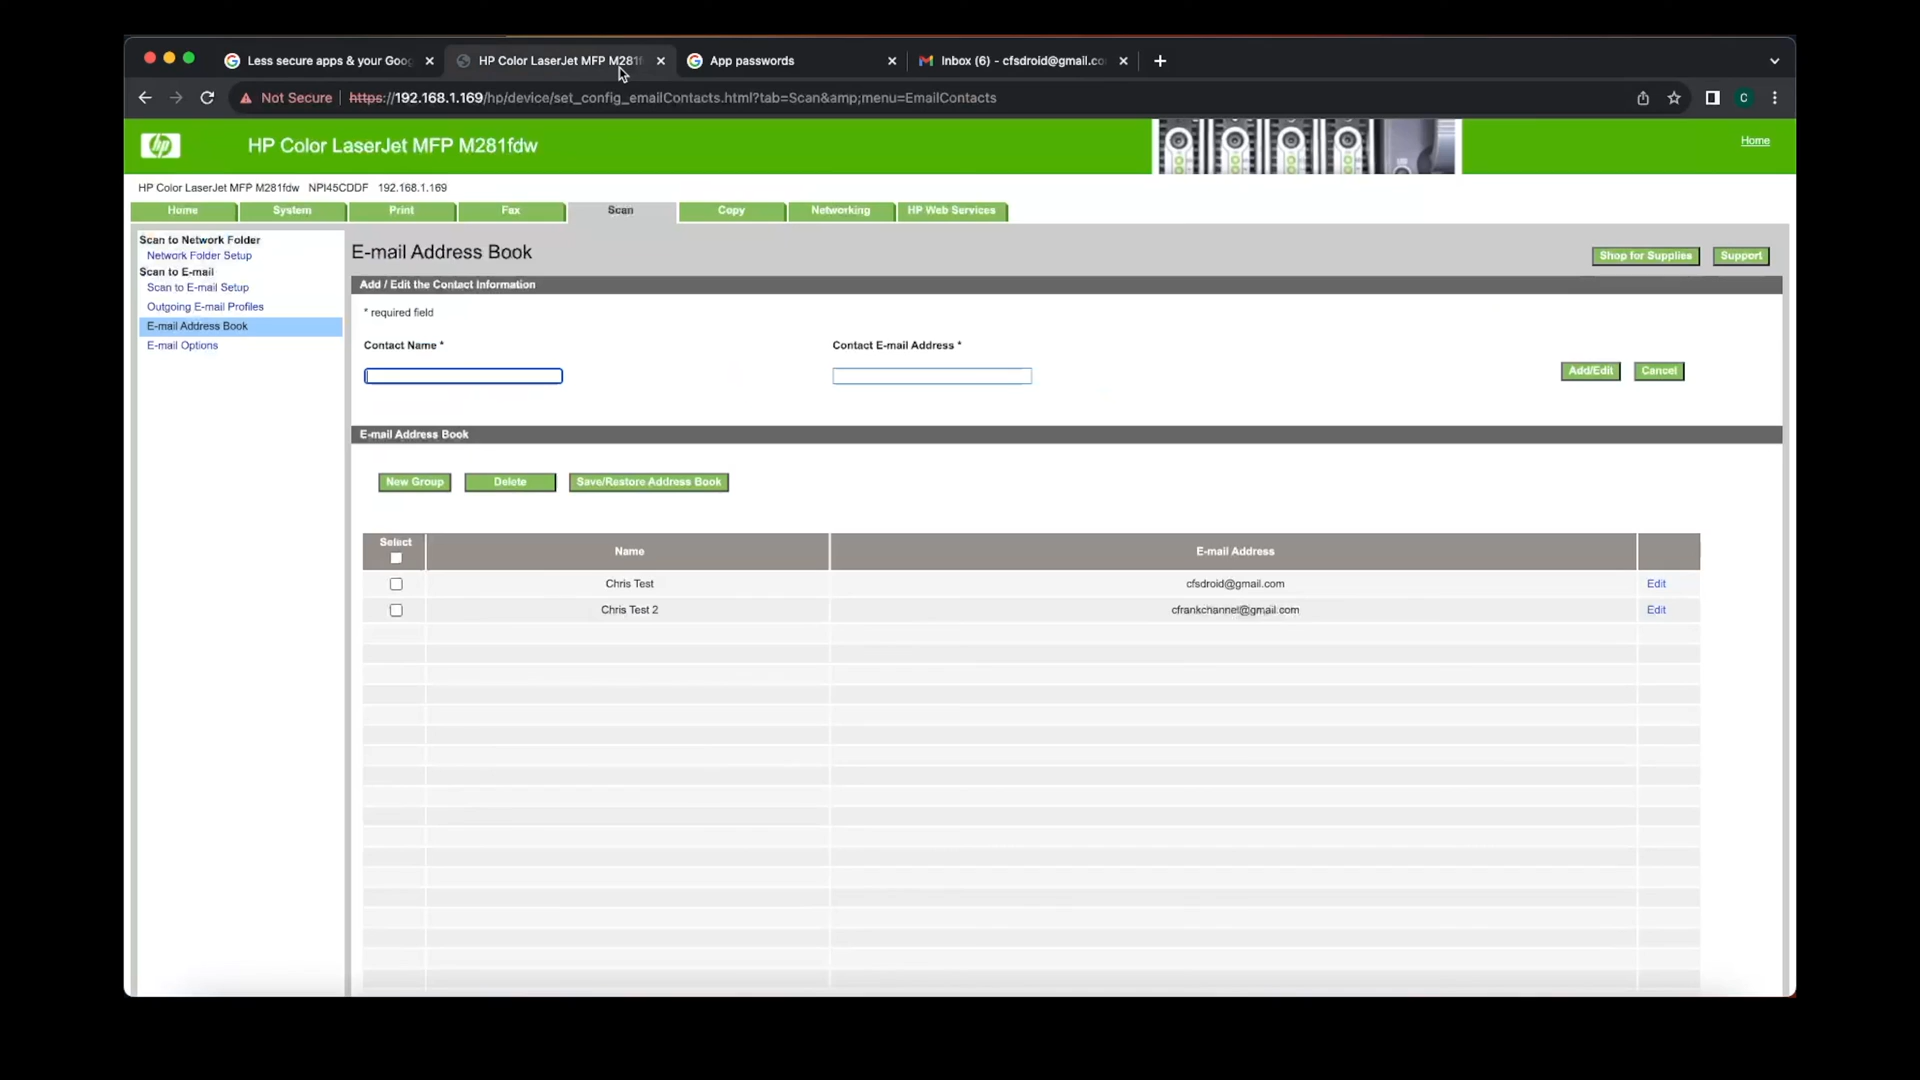 Less secure apps & your Goo
HP Color LaserJet MFP M281f
App passwords
Inbox (6) - cfsdroid@gmail.co
Not Secure
https://192.168.1.169/hp/device/set_config_emailContacts.html?tab=Scan&amp;menu=EmailContacts
C
hp
HP Color LaserJet MFP M281fdw
Home
HP Color LaserJet MFP M281fdw NPI45CDDF 192.168.1.169
Home System Print Fax Scan Copy Networking HP Web Services
Scan to Network Folder
Network Folder Setup
Scan to E-mail
Scan to E-mail Setup
Outgoing E-mail Profiles
E-mail Address Book
E-mail Options
E-mail Address Book
Shop for Supplies
Support
Add / Edit the Contact Information
* required field
Contact Name *
Contact E-mail Address *
Add/Edit
Cancel
E-mail Address Book
New Group
Delete
Save/Restore Address Book
Select Name E-mail Address
Chris Test cfsdroid@gmail.com Edit
Chris Test 2 cfrankchannel@gmail.com Edit